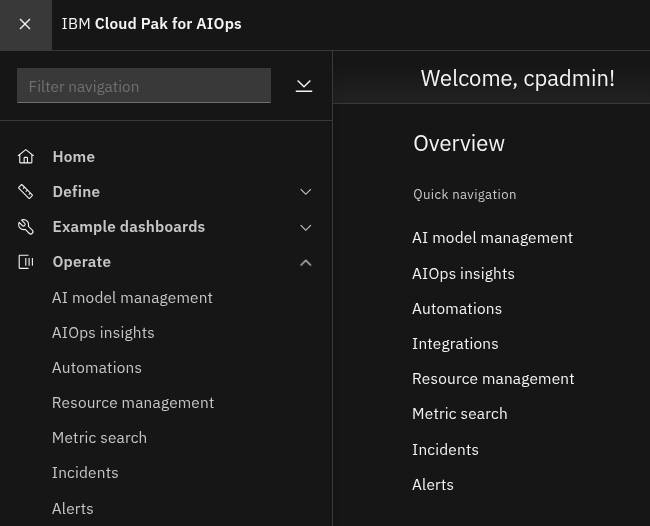 IBM Cloud Pak for AIOps
Filter navigation
Home
Define
Example dashboards
Operate
AI model management
AIOps insights
Automations
Resource management
Metric search
Incidents
Alerts
Welcome, cpadmin!
Overview
Quick navigation
AI model management
AIOps insights
Automations
Integrations
Resource management
Metric search
Incidents
Alerts